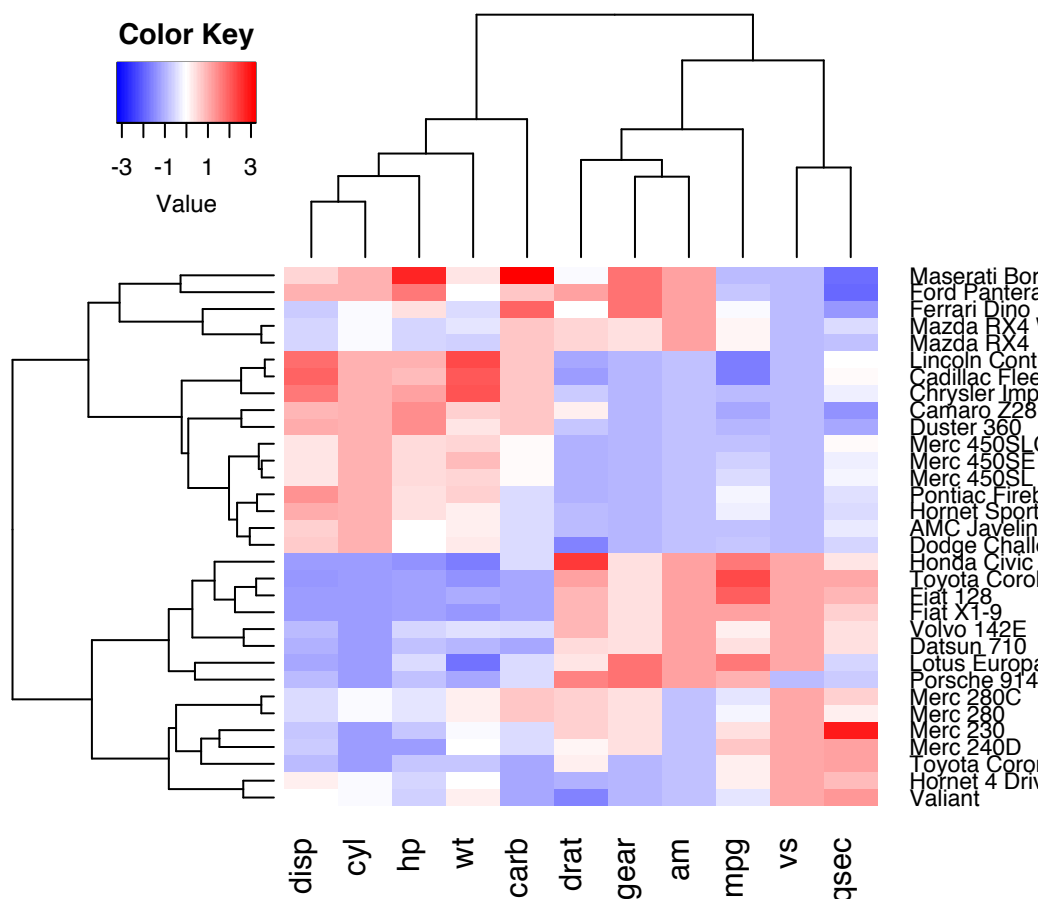 Color Key
-3 -1 1 3
Value
Maserati Bor
Ford Pantera
Ferrari Dino
Mazda RX4 W
Mazda RX4
Lincoln Cont
Cadillac Flee
Chrysler Imp
Camaro Z28
Duster 360
Merc 450SLC
Merc 450SE
Merc 450SL
Pontiac Fireb
Hornet Sport
AMC Javelin
Dodge Challe
Honda Civic
Toyota Corol
Fiat 128
Fiat X1-9
Volvo 142E
Datsun 710
Lotus Europa
Porsche 914
Merc 280C
Merc 280
Merc 230
Merc 240D
Toyota Coron
Hornet 4 Driv
Valiant
disp cyl hp wt carb drat gear am mpg vs qsec